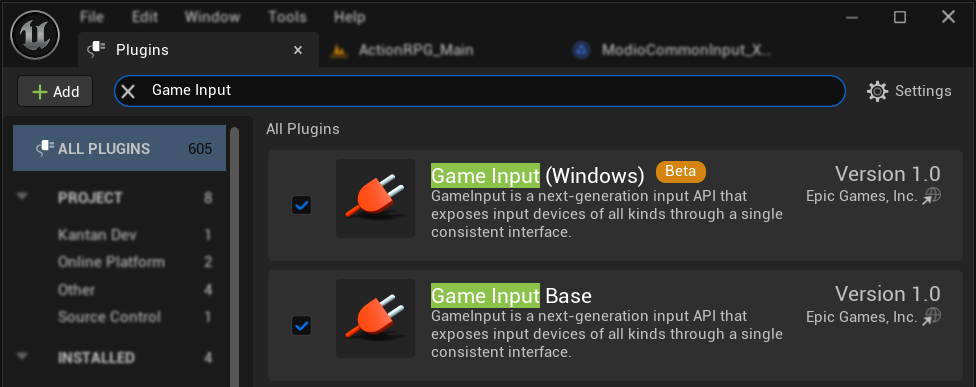 File Edit Window Tools Help
Plugins ActionRPG_Main ModioCommonInput_X...
Add Game Input Settings
All Plugins
ALL PLUGINS 605
Game Input (Windows) Beta Version 1.0
GameInput is a next-generation input API that Epic Games, Inc.
exposes input devices of all kinds through a single
consistent interface.
PROJECT 8
Kantan Dev 1
Online Platform 2
Other 4
Source Control 1
Game Input Base Version 1.0
GameInput is a next-generation input API that Epic Games, Inc.
exposes input devices of all kinds through a single
consistent interface.
INSTALLED 4